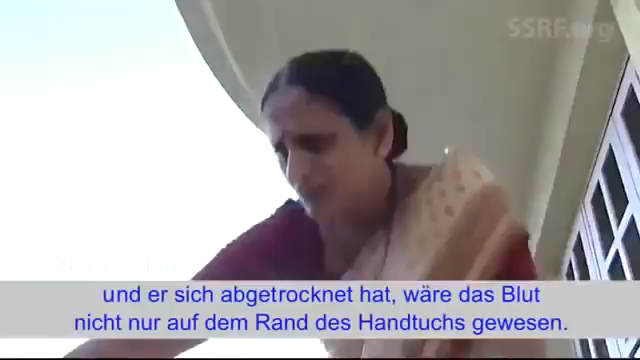 SSRF.org
und er sich abgetrocknet hat, wäre das Blut
nicht nur auf dem Rand des Handtuchs gewesen.